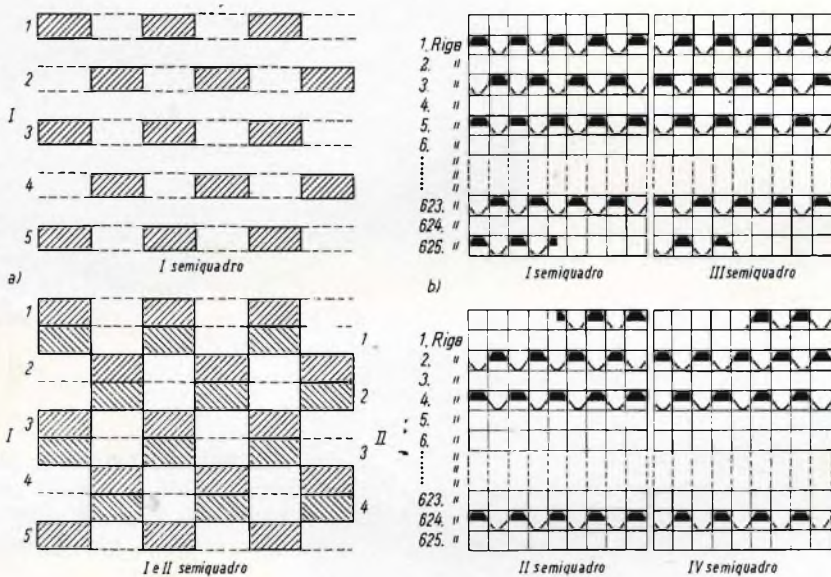 1
2
I
3
4
5
I semiquadro
a)
1
1
2
2
I
3
3
II
4
4
5
I e II semiquadro
1. Riga
2. "
3. "
4. "
5. "
6. "
"
"
"
623. "
624. "
625. "
I semiquadro
III semiquadro
b)
1. Riga
2. "
3. "
4. "
5. "
6. "
"
"
"
623. "
624. "
625. "
II semiquadro
IV semiquadro